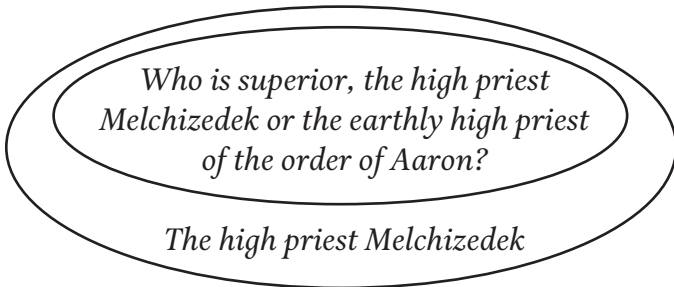 Who is superior, the high priest
Melchizedek or the earthly high priest
of the order of Aaron?
The high priest Melchizedek